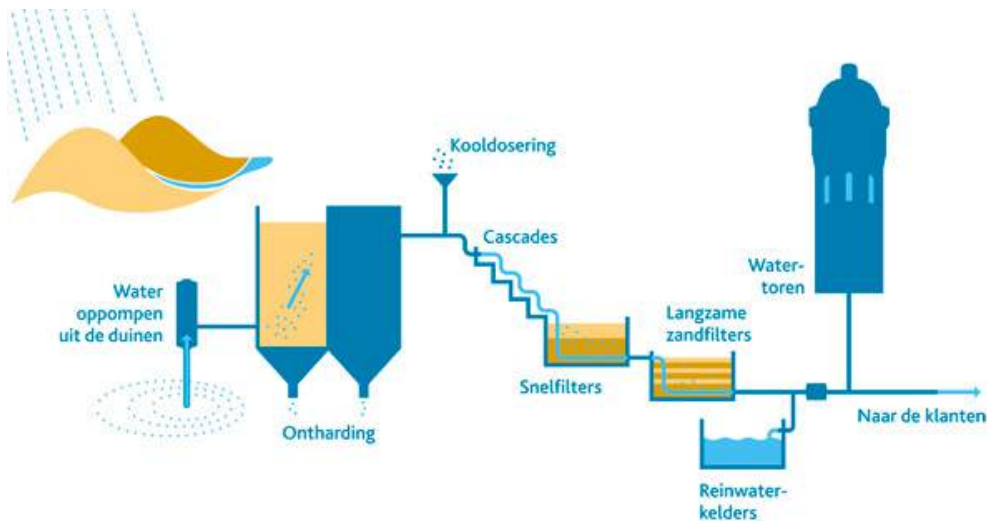 Kooldosering
Cascades
Water
oppompen
uit de duinen
Ontharding
Snelfilters
Langzame
zandfilters
Water-
toren
Naar de klanten
Reinwater-
kelders